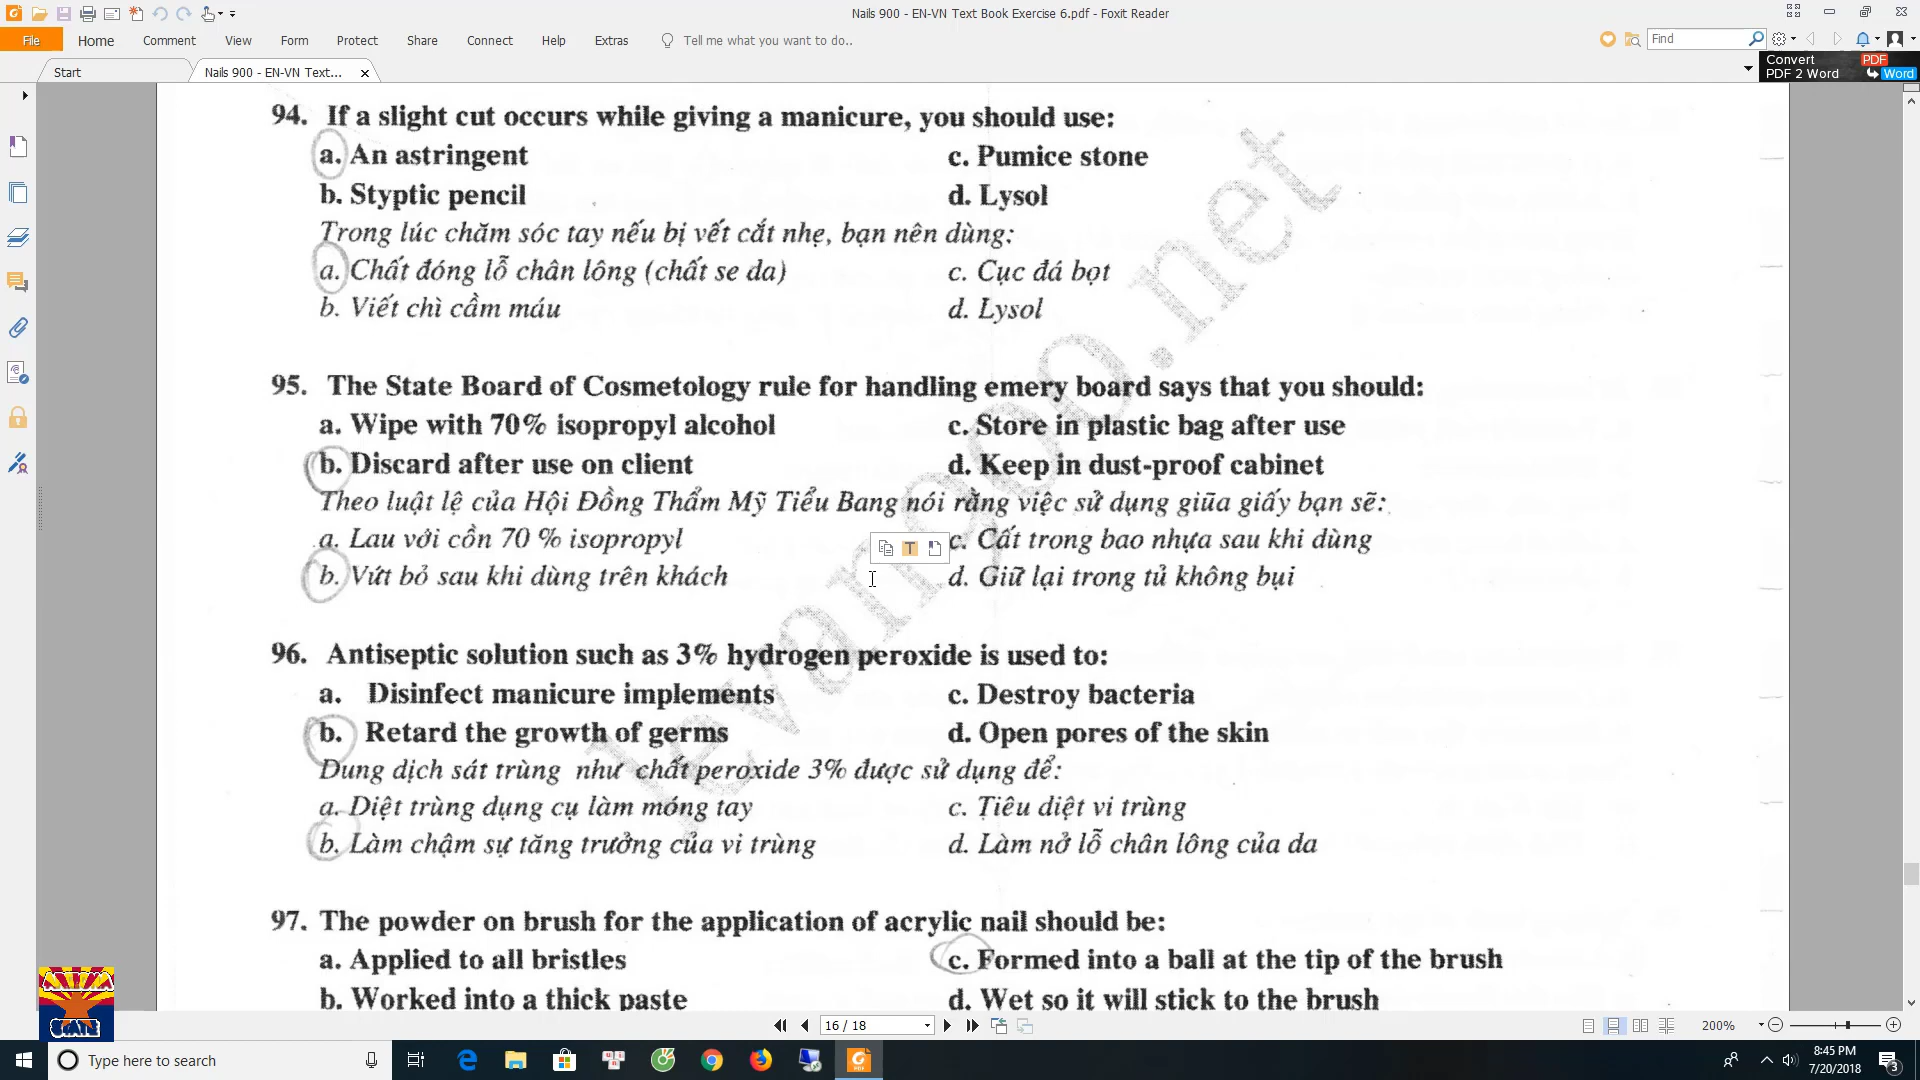 Nails 900 - EN-VN Text Book Exercise 6.pdf - Foxit Reader
File Home Comment View Form Protect Share Connect Help Extras Tell me what you want to do.. Find
Start Nails 900 - EN-VN Text... Convert PDF 2 Word PDF Word
94. If a slight cut occurs while giving a manicure, you should use:
a. An astringent c. Pumice stone
b. Styptic pencil d. Lysol
Trong lúc chăm sóc tay nếu bị vết cắt nhẹ, bạn nên dùng:
a. Chất đóng lỗ chân lông (chất se da) c. Cục đá bọt
b. Viết chì cầm máu d. Lysol
95. The State Board of Cosmetology rule for handling emery board says that you should:
a. Wipe with 70% isopropyl alcohol c. Store in plastic bag after use
b. Discard after use on client d. Keep in dust-proof cabinet
Theo luật lệ của Hội Đồng Thẩm Mỹ Tiểu Bang nói rằng việc sử dụng giũa giấy bạn sẽ:
a. Lau với cồn 70 % isopropyl c. Cất trong bao nhựa sau khi dùng
b. Vứt bỏ sau khi dùng trên khách d. Giữ lại trong tủ không bụi
96. Antiseptic solution such as 3% hydrogen peroxide is used to:
a. Disinfect manicure implements c. Destroy bacteria
b. Retard the growth of germs d. Open pores of the skin
Dung dịch sát trùng như chất peroxide 3% được sử dụng để:
a. Diệt trùng dụng cụ làm móng tay c. Tiêu diệt vi trùng
b. Làm chậm sự tăng trưởng của vi trùng d. Làm nở lỗ chân lông của da
97. The powder on brush for the application of acrylic nail should be:
a. Applied to all bristles c. Formed into a ball at the tip of the brush
b. Worked into a thick paste d. Wet so it will stick to the brush
levangoo.net
16 / 18 200%
Type here to search 8:45 PM
7/20/2018 3
STATE